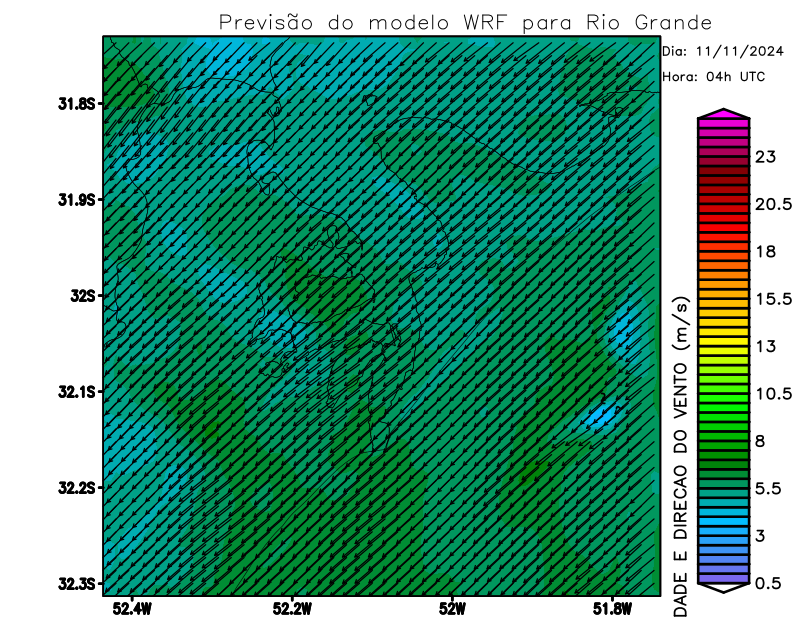 Previsão do modelo WRF para Rio Grande
Dia: 11/11/2024
Hora: 04h UTC
31.8S
31.9S
32S
32.1S
32.2S
32.3S
52.4W
52.2W
52W
51.8W
23
20.5
18
15.5
13
10.5
8
5.5
3
0.5
DADE E DIRECAO DO VENTO (m/s)